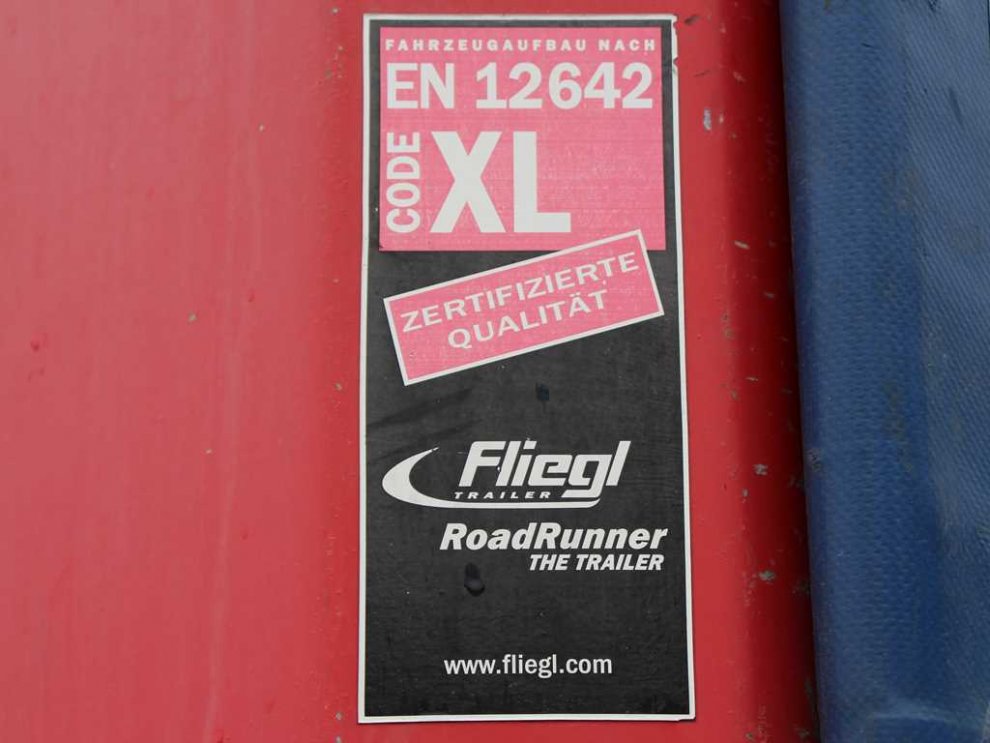 FAHRZEUGAUFBAU NACH
EN 12642
CODE XL
ZERTIFIZIERTE
QUALITÄT
Fliegl
TRAILER
RoadRunner
THE TRAILER
www.fliegl.com